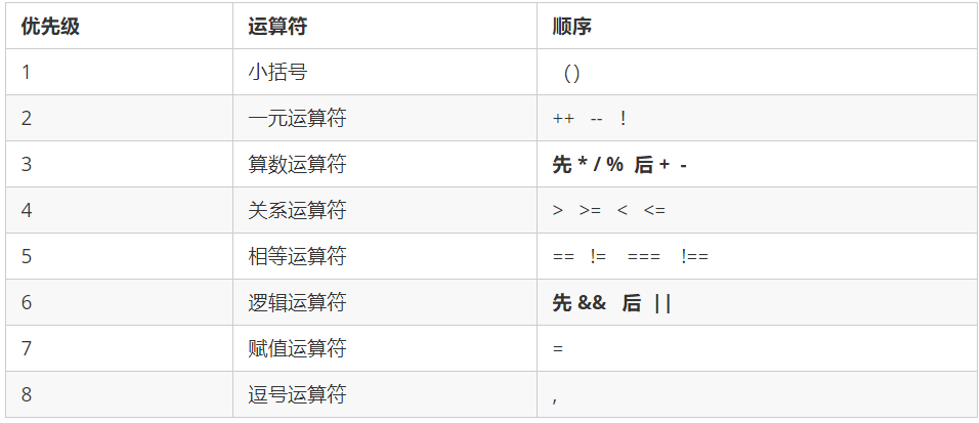 优先级 运算符 顺序
1 小括号 ()
2 一元运算符 ++ -- !
3 算数运算符 先 * / % 后 + -
4 关系运算符 > >= < <=
5 相等运算符 == != === !==
6 逻辑运算符 先 && 后 ||
7 赋值运算符 =
8 逗号运算符 ,